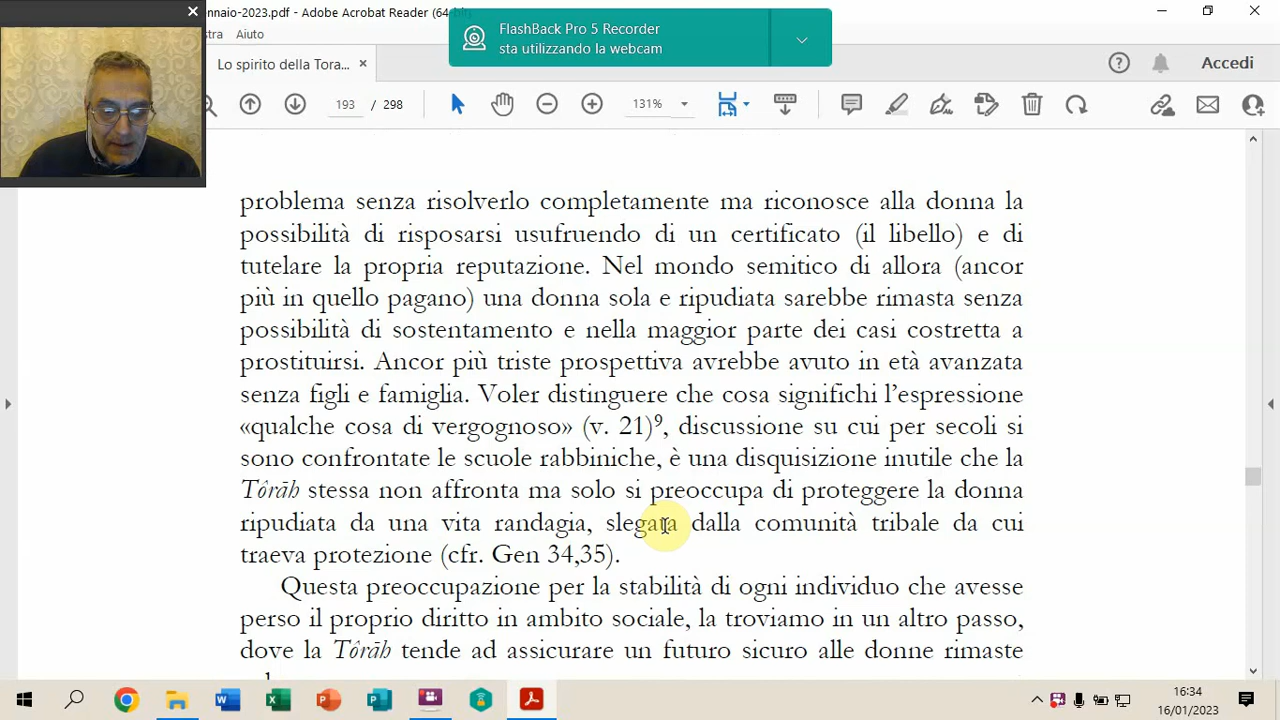 nnaio-2023.pdf - Adobe Acrobat Reader (64-bit)
FlashBack Pro 5 Recorder
sta utilizzando la webcam
stra Aiuto
Lo spirito della Tora...
Accedi
193 / 298
131%
problema senza risolverlo completamente ma riconosce alla donna la
possibilità di risposarsi usufruendo di un certificato (il libello) e di
tutelare la propria reputazione. Nel mondo semitico di allora (ancor
più in quello pagano) una donna sola e ripudiata sarebbe rimasta senza
possibilità di sostentamento e nella maggior parte dei casi costretta a
prostituirsi. Ancor più triste prospettiva avrebbe avuto in età avanzata
senza figli e famiglia. Voler distinguere che cosa significhi l’espressione
«qualche cosa di vergognoso» (v. 21)⁹, discussione su cui per secoli si
sono confrontate le scuole rabbiniche, è una disquisizione inutile che la
Tôrāh stessa non affronta ma solo si preoccupa di proteggere la donna
ripudiata da una vita randagia, slegata dalla comunità tribale da cui
traeva protezione (cfr. Gen 34,35).
Questa preoccupazione per la stabilità di ogni individuo che avesse
perso il proprio diritto in ambito sociale, la troviamo in un altro passo,
dove la Tôrāh tende ad assicurare un futuro sicuro alle donne rimaste
16:34
16/01/2023